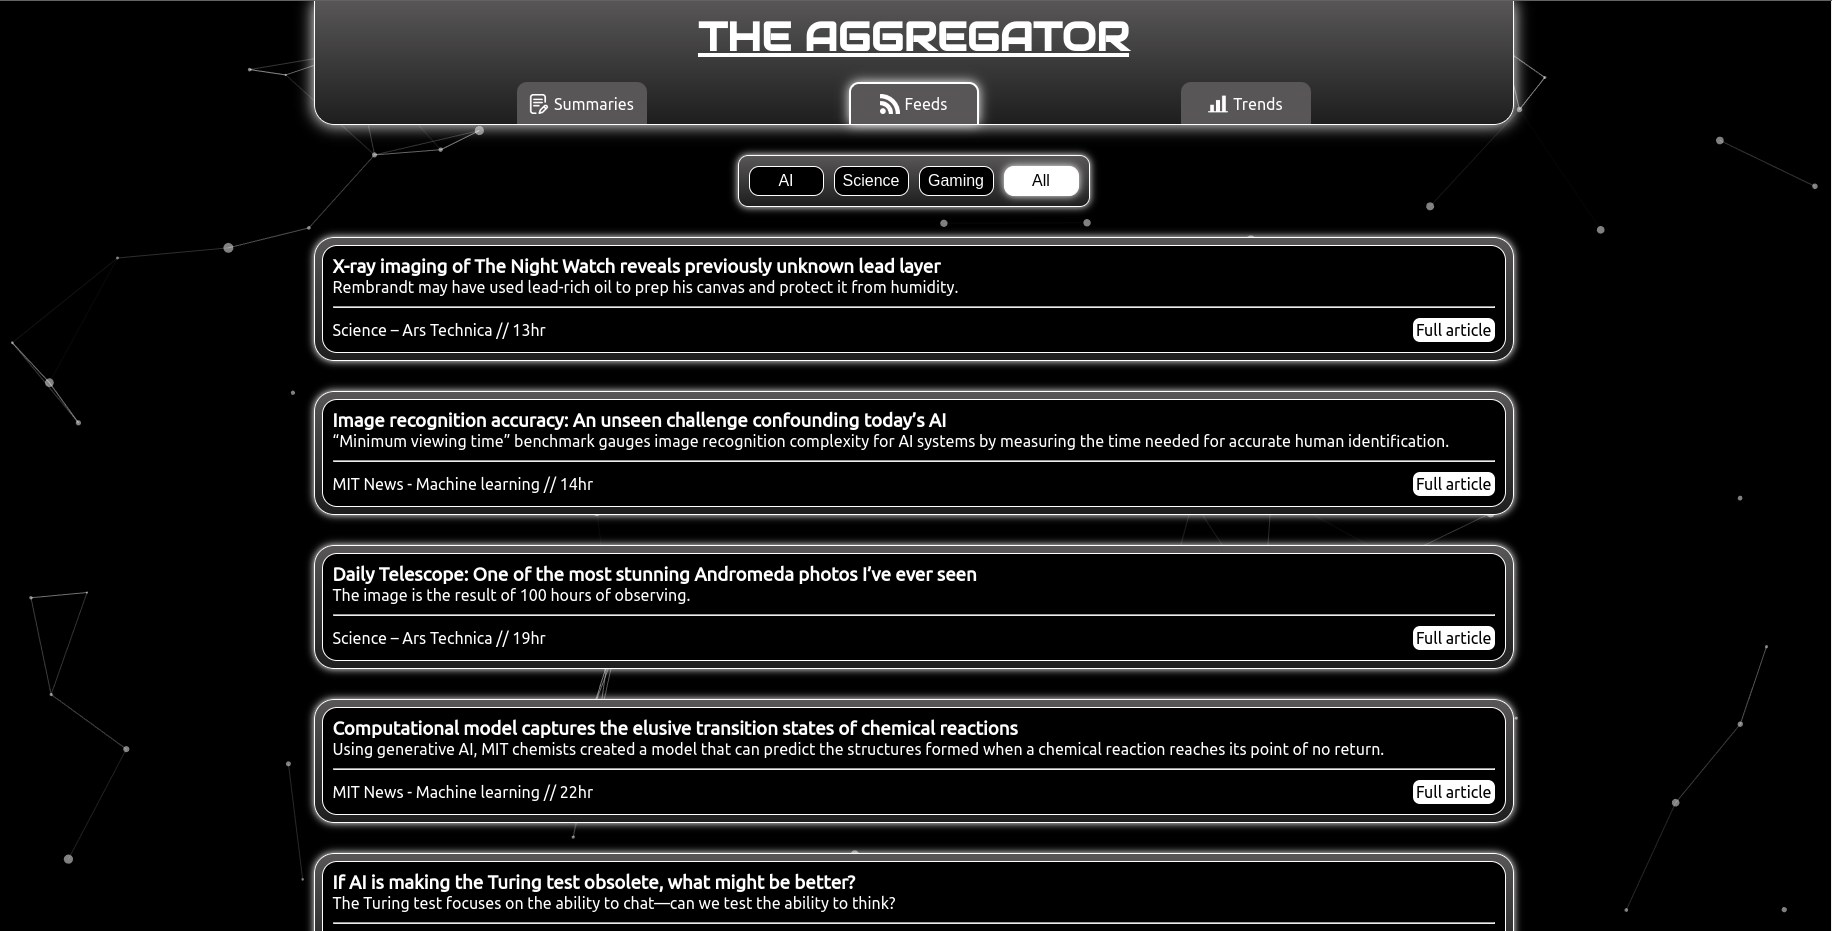 THE AGGREGATOR
Summaries
Feeds
Trends
AI
Science
Gaming
All
X-ray imaging of The Night Watch reveals previously unknown lead layer
Rembrandt may have used lead-rich oil to prep his canvas and protect it from humidity.
Science – Ars Technica // 13hr
Full article
Image recognition accuracy: An unseen challenge confounding today’s AI
“Minimum viewing time” benchmark gauges image recognition complexity for AI systems by measuring the time needed for accurate human identification.
MIT News - Machine learning // 14hr
Full article
Daily Telescope: One of the most stunning Andromeda photos I’ve ever seen
The image is the result of 100 hours of observing.
Science – Ars Technica // 19hr
Full article
Computational model captures the elusive transition states of chemical reactions
Using generative AI, MIT chemists created a model that can predict the structures formed when a chemical reaction reaches its point of no return.
MIT News - Machine learning // 22hr
Full article
If AI is making the Turing test obsolete, what might be better?
The Turing test focuses on the ability to chat—can we test the ability to think?